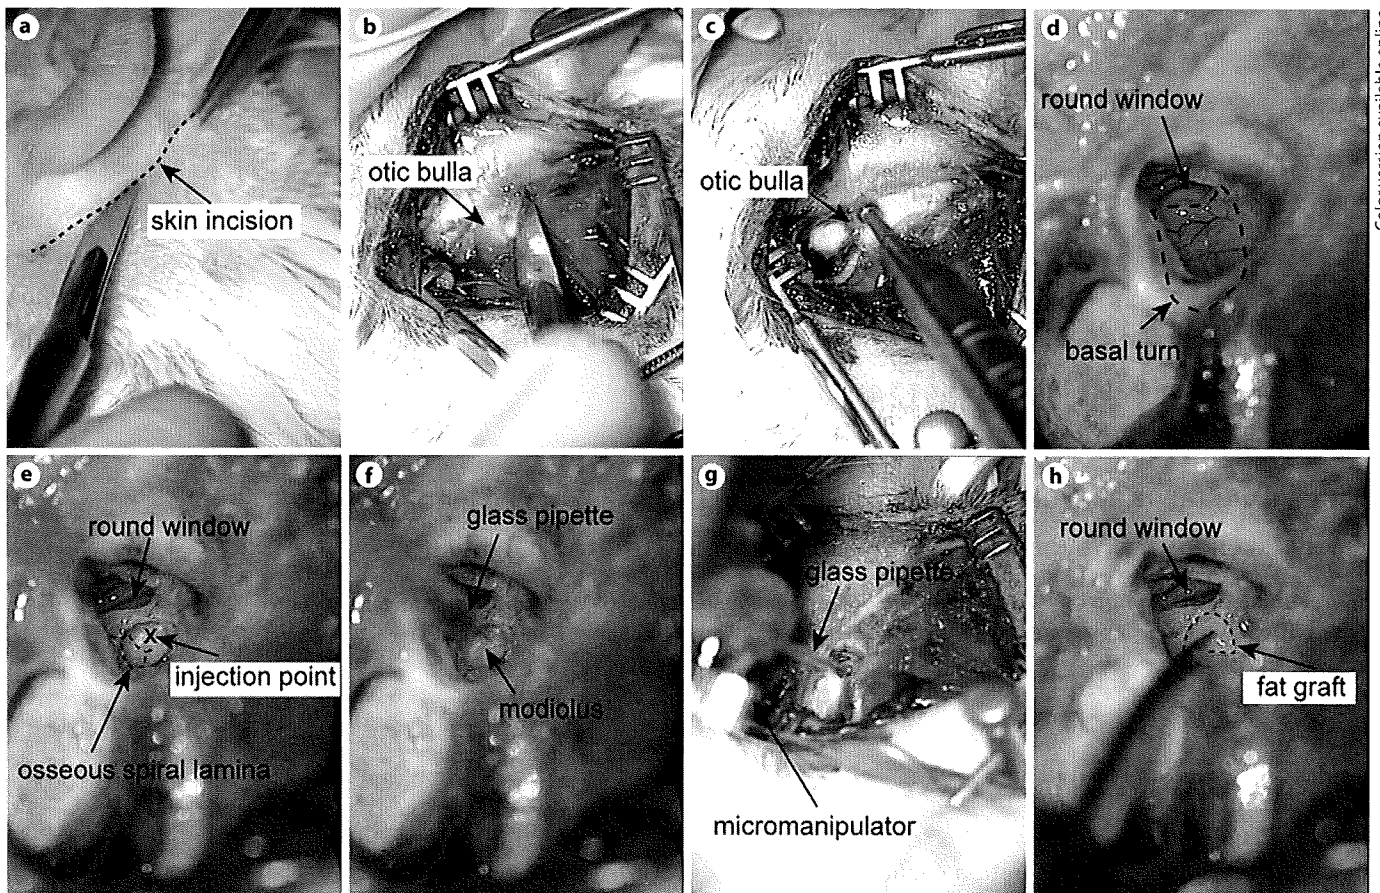 a
skin incision
b
otic bulla
c
otic bulla
d
round window
basal turn
e
round window
x
injection point
osseous spiral lamina
f
glass pipette
modiolus
g
glass pipette
micromanipulator
h
round window
fat graft